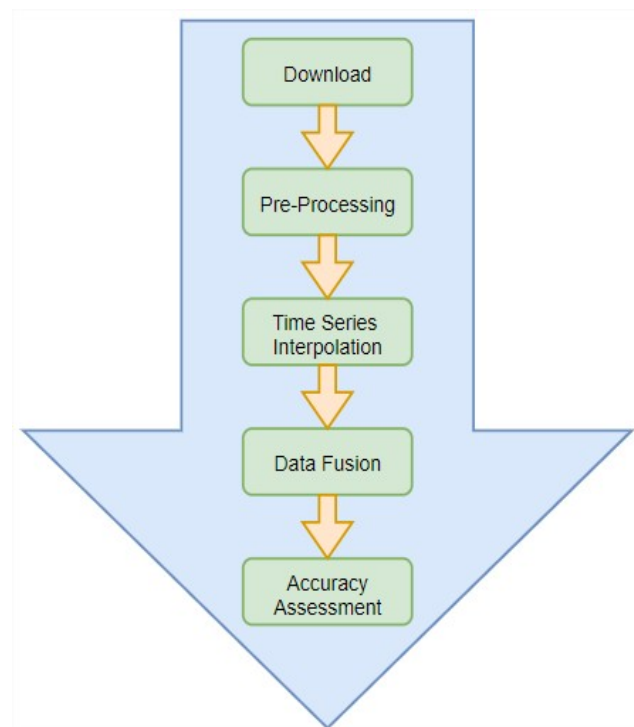 Download
Pre-Processing
Time Series
Interpolation
Data Fusion
Accuracy
Assessment